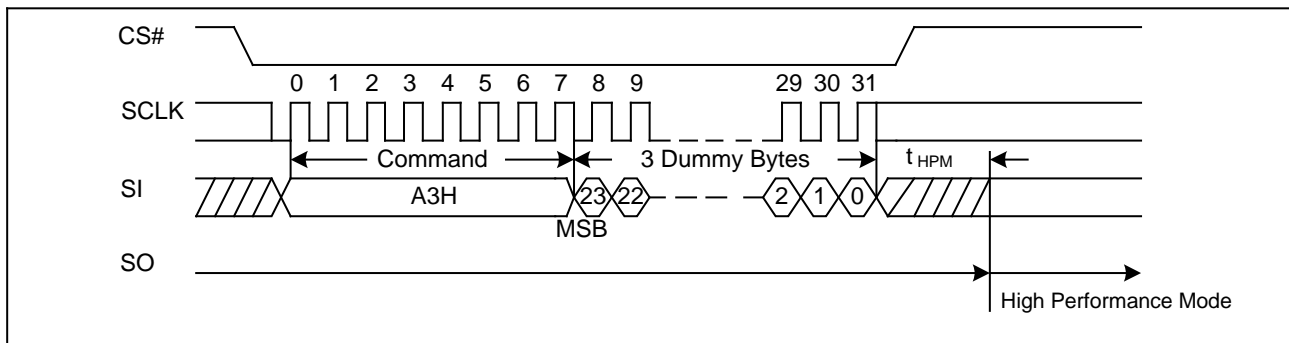 CS#
0 1 2 3 4 5 6 7 8 9 29 30 31
SCLK
Command 3 Dummy Bytes t HPM
SI A3H 23 22 2 1 0
MSB
SO
High Performance Mode